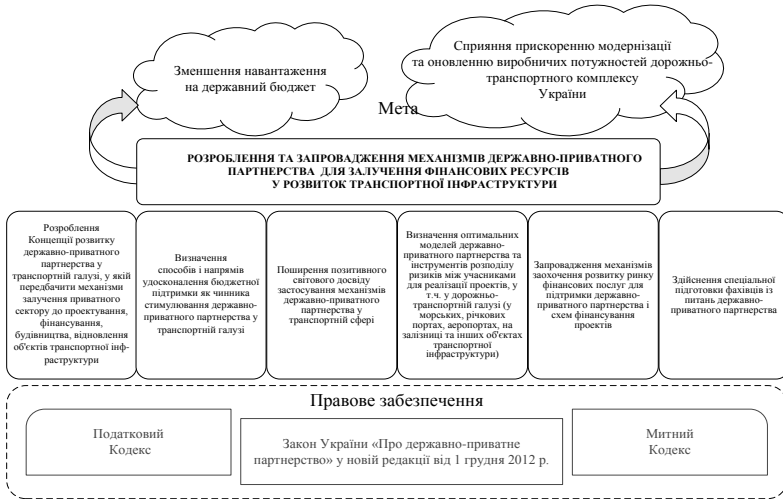 Зменшення навантаження
на державний бюджет
Сприяння прискоренню модернізації
та оновленню виробничих потужностей дорожньо-
транспортного комплексу
України
Мета
РОЗРОБЛЕННЯ ТА ЗАПРОВАДЖЕННЯ МЕХАНІЗМІВ ДЕРЖАВНО-ПРИВАТНОГО
ПАРТНЕРСТВА ДЛЯ ЗАЛУЧЕННЯ ФІНАНСОВИХ РЕСУРСІВ
У РОЗВИТОК ТРАНСПОРТНОЇ ІНФРАСТРУКТУРИ
Розроблення
Концепції розвитку
державно-приватного
партнерства у
транспортній галузі, у якій
передбачити механізми
залучення приватного
сектору до проектування,
фінансування,
будівництва, відновлення
об'єктів транспортної інф-
раструктури
Визначення
способів і напрямів
удосконалення бюджетної
підтримки як чинника
стимулювання державно-
приватного партнерства у
транспортній галузі
Поширення позитивного
світового досвіду
застосування механізмів
державно-приватного
партнерства у
транспортній сфері
Визначення оптимальних
моделей державно-
приватного партнерства та
інструментів розподілу
ризиків між учасниками
для реалізації проектів, у
т.ч. у дорожньо-
транспортній галузі (у
морських, річкових
портах, аеропортах, на
залізниці та інших об'єктах
транспортної
інфраструктури)
Запровадження механізмів
заохочення розвитку ринку
фінансових послуг для
підтримки державно-
приватного партнерства і
схем фінансування
проектів
Здійснення спеціальної
підготовки фахівців із
питань державно-
приватного партнерства
Правове забезпечення
Податковий
Кодекс
Закон України «Про державно-приватне
партнерство» у новій редакції від 1 грудня 2012 р.
Митний
Кодекс